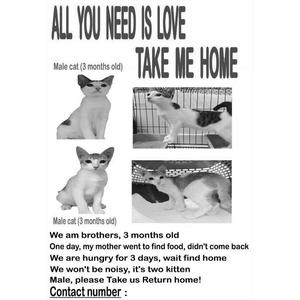 ALL YOU NEED IS LOVE
Male cat (3 months old)
TAKE ME HOME
Male cat (3 months old)
We am brothers, 3 months old
One day, my mother went to find food, didn't come back
We are hungry for 3 days, wait find home
We won't be noisy, it's two kitten
Male, please Take us Return home!
Contact number :